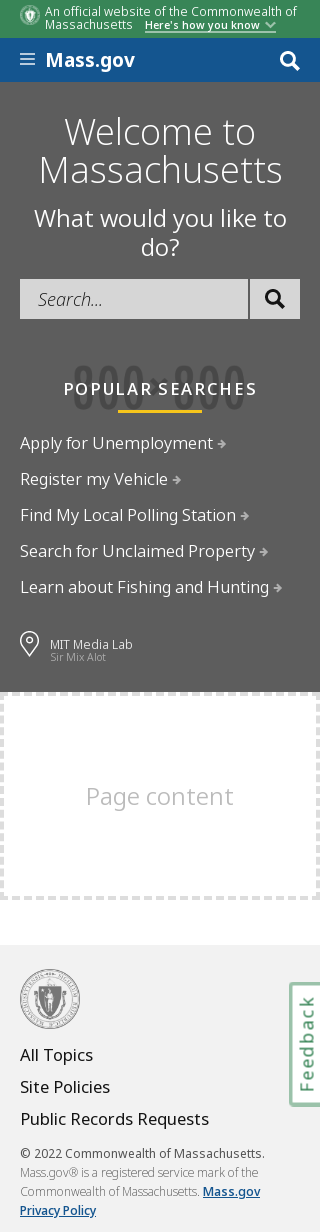 An official website of the Commonwealth of
Massachusetts Here's how you know
Mass.gov
Welcome to
Massachusetts
What would you like to
do?
Search...
POPULAR SEARCHES
Apply for Unemployment
Register my Vehicle
Find My Local Polling Station
Search for Unclaimed Property
Learn about Fishing and Hunting
MIT Media Lab
Sir Mix Alot
Page content
Feedback
All Topics
Site Policies
Public Records Requests
© 2022 Commonwealth of Massachusetts.
Mass.gov® is a registered service mark of the
Commonwealth of Massachusetts. Mass.gov
Privacy Policy